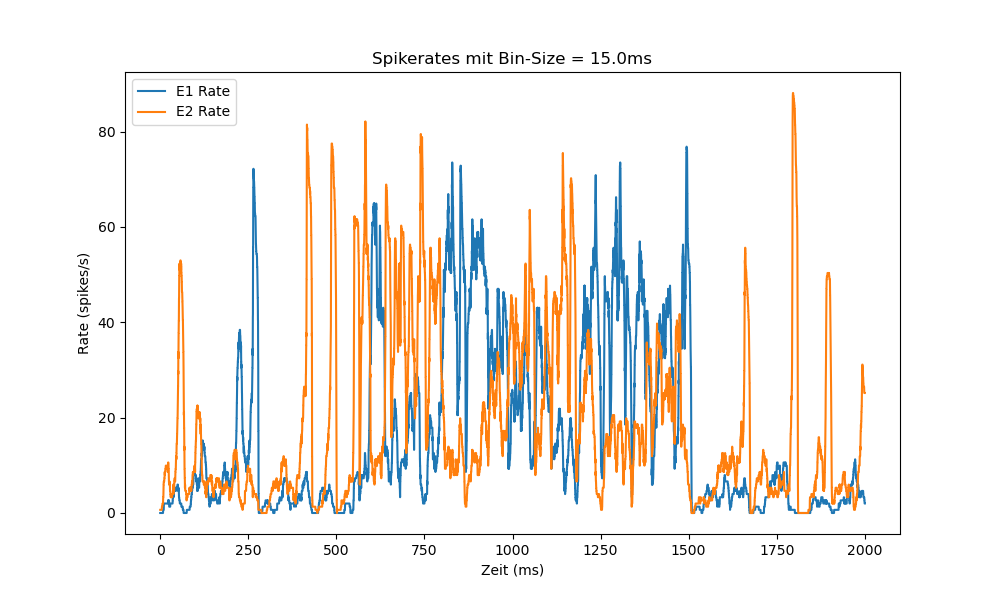 Spikerates mit Bin-Size = 15.0ms
E1 Rate
E2 Rate
80
60
40
20
0
Rate (spikes/s)
0 250 500 750 1000 1250 1500 1750 2000
Zeit (ms)